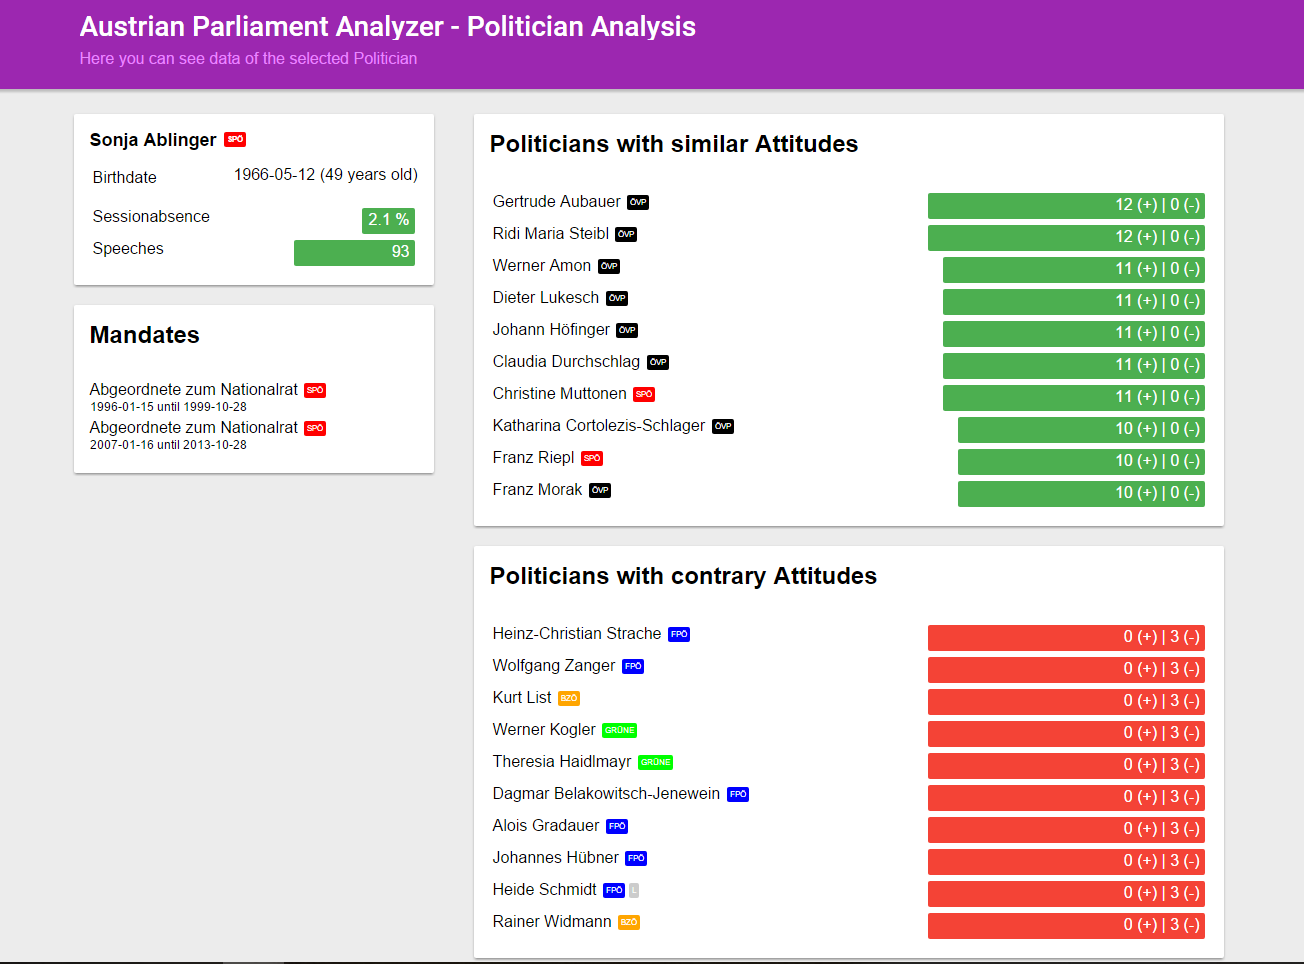 Austrian Parliament Analyzer - Politician Analysis
Here you can see data of the selected Politician
Sonja Ablinger SPÖ
Birthdate 1966-05-12 (49 years old)
Sessionabsence 2.1 %
Speeches 93
Mandates
Abgeordnete zum Nationalrat SPÖ
1996-01-15 until 1999-10-28
Abgeordnete zum Nationalrat SPÖ
2007-01-16 until 2013-10-28
Politicians with similar Attitudes
Gertrude Aubauer ÖVP 12 (+) | 0 (-)
Ridi Maria Steibl ÖVP 12 (+) | 0 (-)
Werner Amon ÖVP 11 (+) | 0 (-)
Dieter Lukesch ÖVP 11 (+) | 0 (-)
Johann Höfinger ÖVP 11 (+) | 0 (-)
Claudia Durchschlag ÖVP 11 (+) | 0 (-)
Christine Muttonen SPÖ 11 (+) | 0 (-)
Katharina Cortolezis-Schlager ÖVP 10 (+) | 0 (-)
Franz Riepl SPÖ 10 (+) | 0 (-)
Franz Morak ÖVP 10 (+) | 0 (-)
Politicians with contrary Attitudes
Heinz-Christian Strache FPÖ 0 (+) | 3 (-)
Wolfgang Zanger FPÖ 0 (+) | 3 (-)
Kurt List BZÖ 0 (+) | 3 (-)
Werner Kogler GRÜNE 0 (+) | 3 (-)
Theresia Haidlmayr GRÜNE 0 (+) | 3 (-)
Dagmar Belakowitsch-Jenewein FPÖ 0 (+) | 3 (-)
Alois Gradauer FPÖ 0 (+) | 3 (-)
Johannes Hübner FPÖ 0 (+) | 3 (-)
Heide Schmidt FPÖ L 0 (+) | 3 (-)
Rainer Widmann BZÖ 0 (+) | 3 (-)